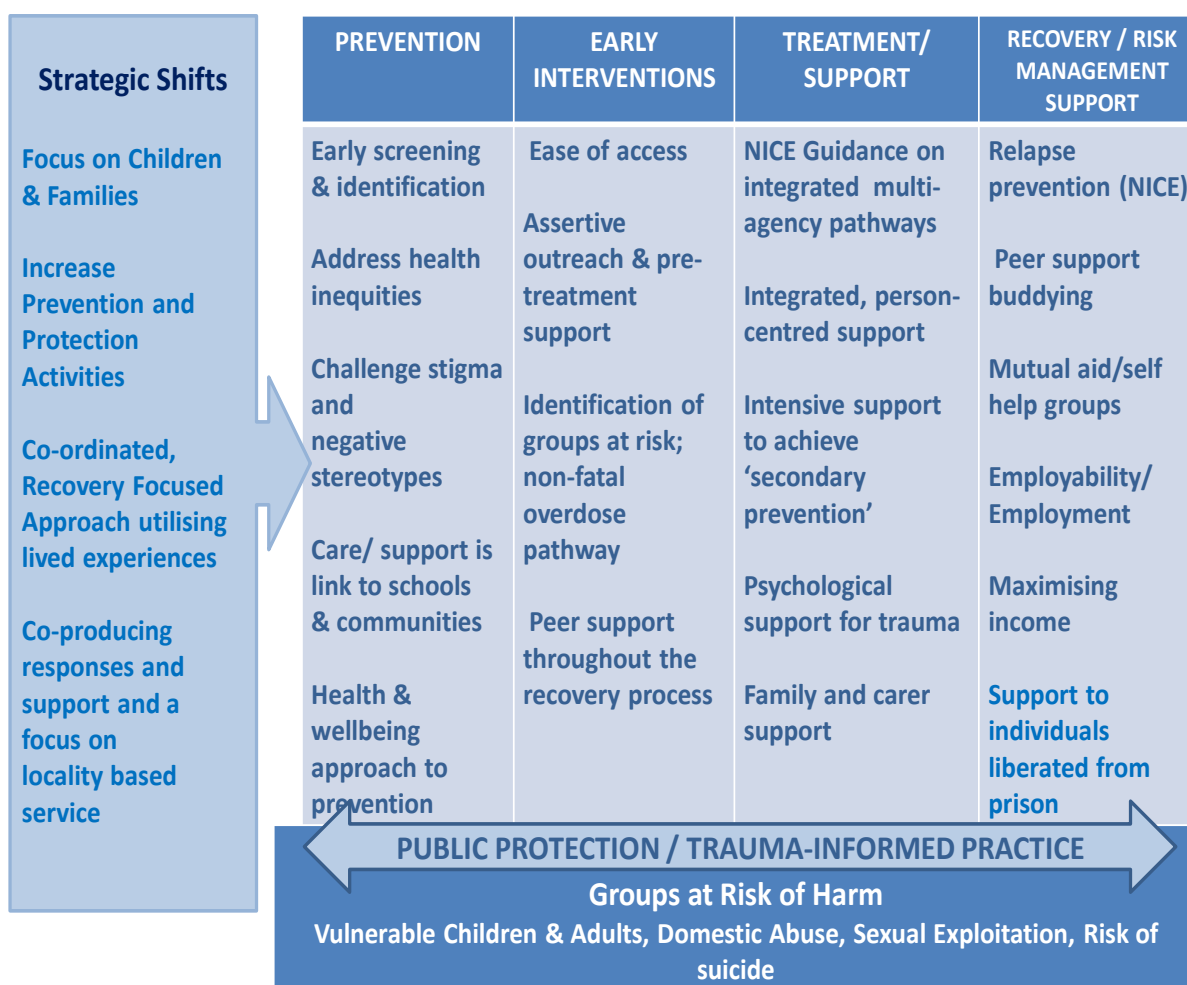 Strategic Shifts
Focus on Children
& Families
Increase
Prevention and
Protection
Activities
Co-ordinated,
Recovery Focused
Approach utilising
lived experiences
Co-producing
responses and
support and a
focus on
locality based
service
PREVENTION
Early screening
& identification
Address health
inequities
Challenge stigma
and
negative
stereotypes
Care/ support is
link to schools
& communities
Health &
wellbeing
approach to
prevention
EARLY
INTERVENTIONS
Ease of access
Assertive
outreach & pre-
treatment
support
Identification of
groups at risk;
non-fatal
overdose
pathway
Peer support
throughout the
recovery process
TREATMENT/
SUPPORT
NICE Guidance on
integrated multi-
agency pathways
Integrated, person-
centred support
Intensive support
to achieve
‘secondary
prevention’
Psychological
support for trauma
Family and carer
support
RECOVERY / RISK
MANAGEMENT
SUPPORT
Relapse
prevention (NICE)
Peer support
buddying
Mutual aid/self
help groups
Employability/
Employment
Maximising
income
Support to
individuals
liberated from
prison
PUBLIC PROTECTION / TRAUMA-INFORMED PRACTICE
Groups at Risk of Harm
Vulnerable Children & Adults, Domestic Abuse, Sexual Exploitation, Risk of
suicide